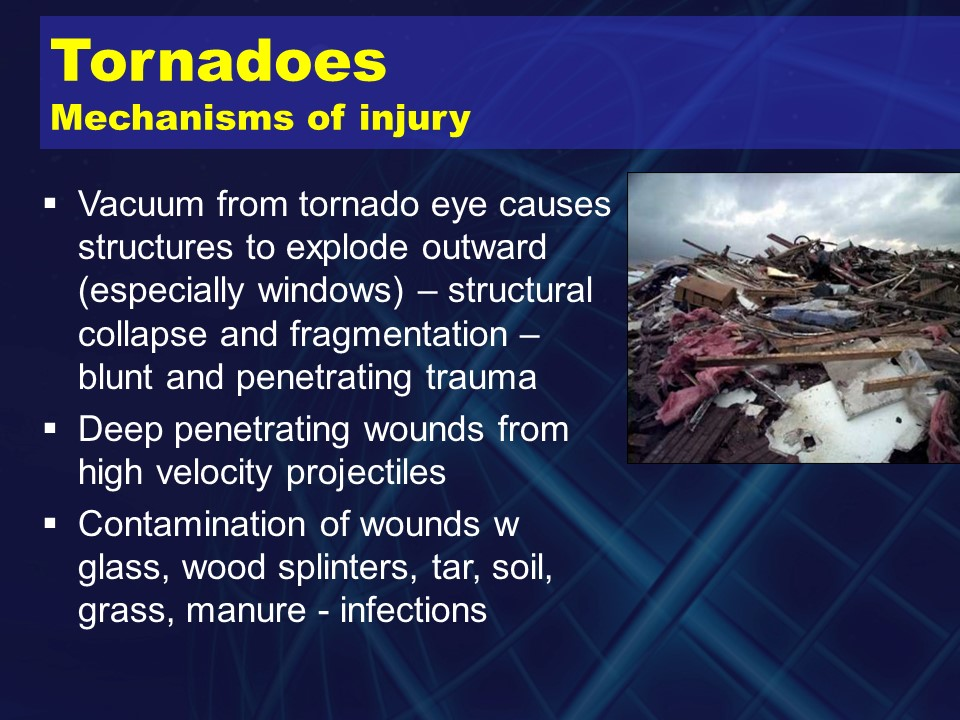 Tornadoes
Mechanisms of injury
▪ Vacuum from tornado eye causes
structures to explode outward
(especially windows) – structural
collapse and fragmentation –
blunt and penetrating trauma
▪ Deep penetrating wounds from
high velocity projectiles
▪ Contamination of wounds w
glass, wood splinters, tar, soil,
grass, manure - infections